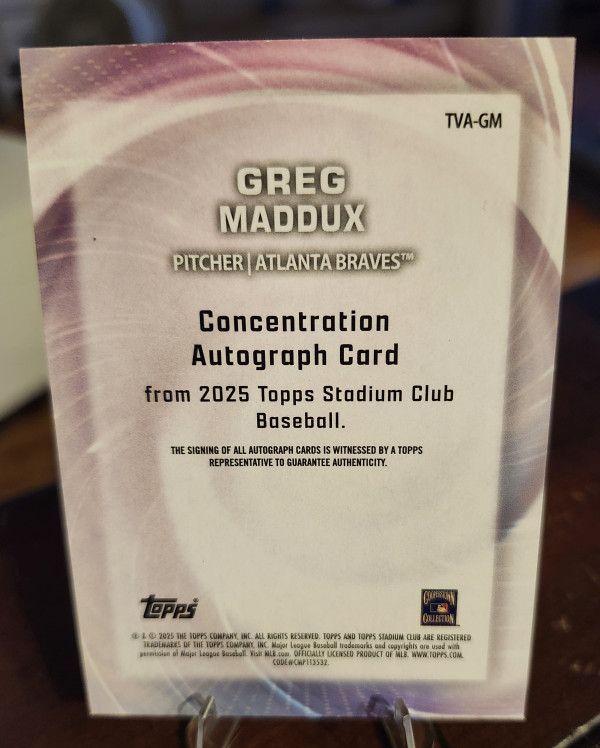 TVA-GM
GREG
MADDUX
PITCHER | ATLANTA BRAVES™
Concentration
Autograph Card
from 2025 Topps Stadium Club
Baseball.
THE SIGNING OF ALL AUTOGRAPH CARDS IS WITNESSED BY A TOPPS
REPRESENTATIVE TO GUARANTEE AUTHENTICITY.
Topps
COOPERSTOWN
COLLECTION
® & © 2025 THE TOPPS COMPANY, INC. ALL RIGHTS RESERVED. TOPPS AND TOPPS STADIUM CLUB ARE REGISTERED
TRADEMARKS OF THE TOPPS COMPANY, INC. Major League Baseball trademarks and copyrights are used with
permission of Major League Baseball. Visit MLB.com. OFFICIALLY LICENSED PRODUCT OF MLB. WWW.TOPPS.COM.
CODE#CMP113532.